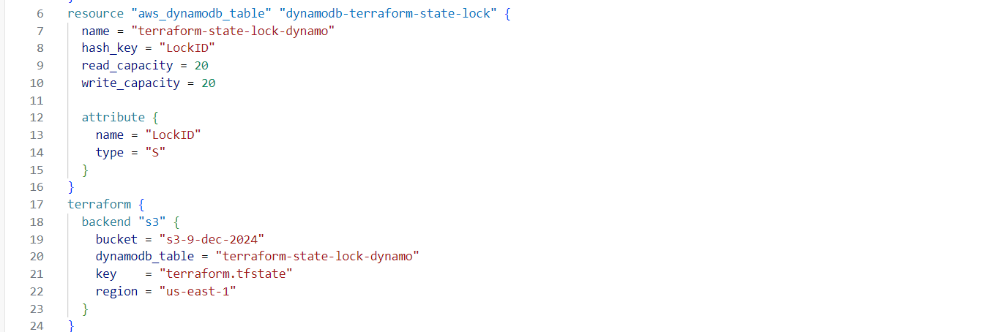 6 resource "aws_dynamodb_table" "dynamodb-terraform-state-lock" {
7 name = "terraform-state-lock-dynamo"
8 hash_key = "LockID"
9 read_capacity = 20
10 write_capacity = 20
11
12 attribute {
13 name = "LockID"
14 type = "S"
15 }
16 }
17 terraform {
18 backend "s3" {
19 bucket = "s3-9-dec-2024"
20 dynamodb_table = "terraform-state-lock-dynamo"
21 key    = "terraform.tfstate"
22 region = "us-east-1"
23 }
24 }